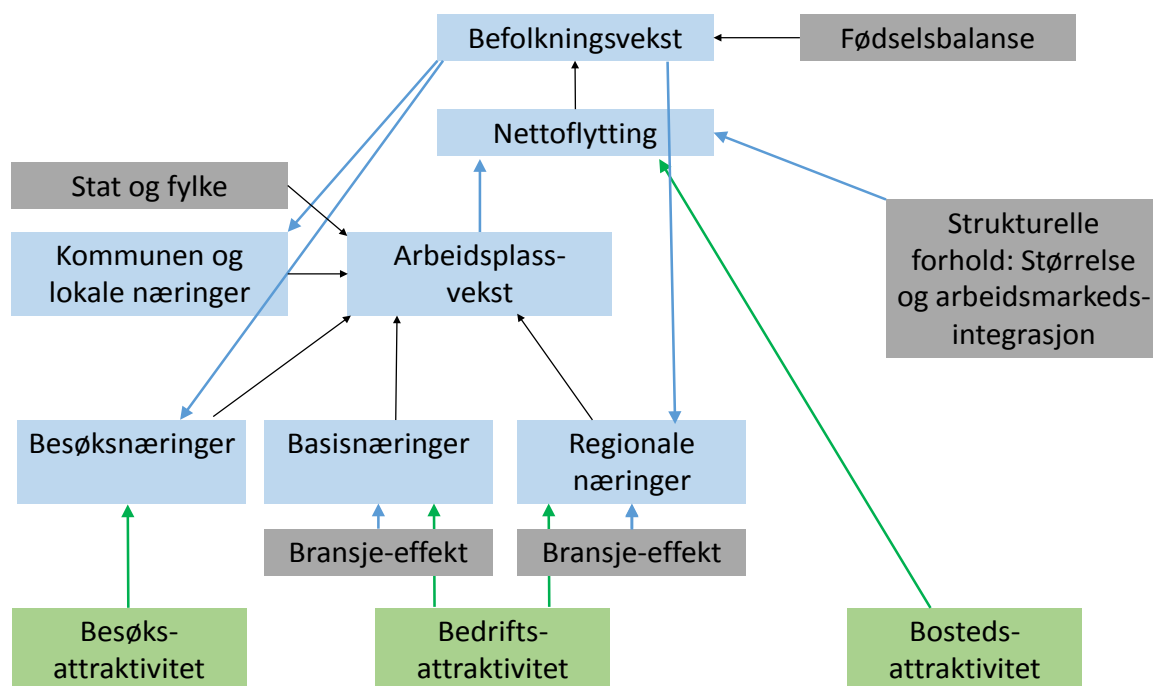 Befolkningsvekst
Fødselsbalanse
Nettoflytting
Stat og fylke
Kommunen og
lokale næringer
Arbeidsplass-
vekst
Strukturelle
forhold: Størrelse
og arbeidsmarkeds-
integrasjon
Besøksnæringer
Basisnæringer
Regionale
næringer
Bransje-effekt
Bransje-effekt
Besøks-
attraktivitet
Bedrifts-
attraktivitet
Bosteds-
attraktivitet